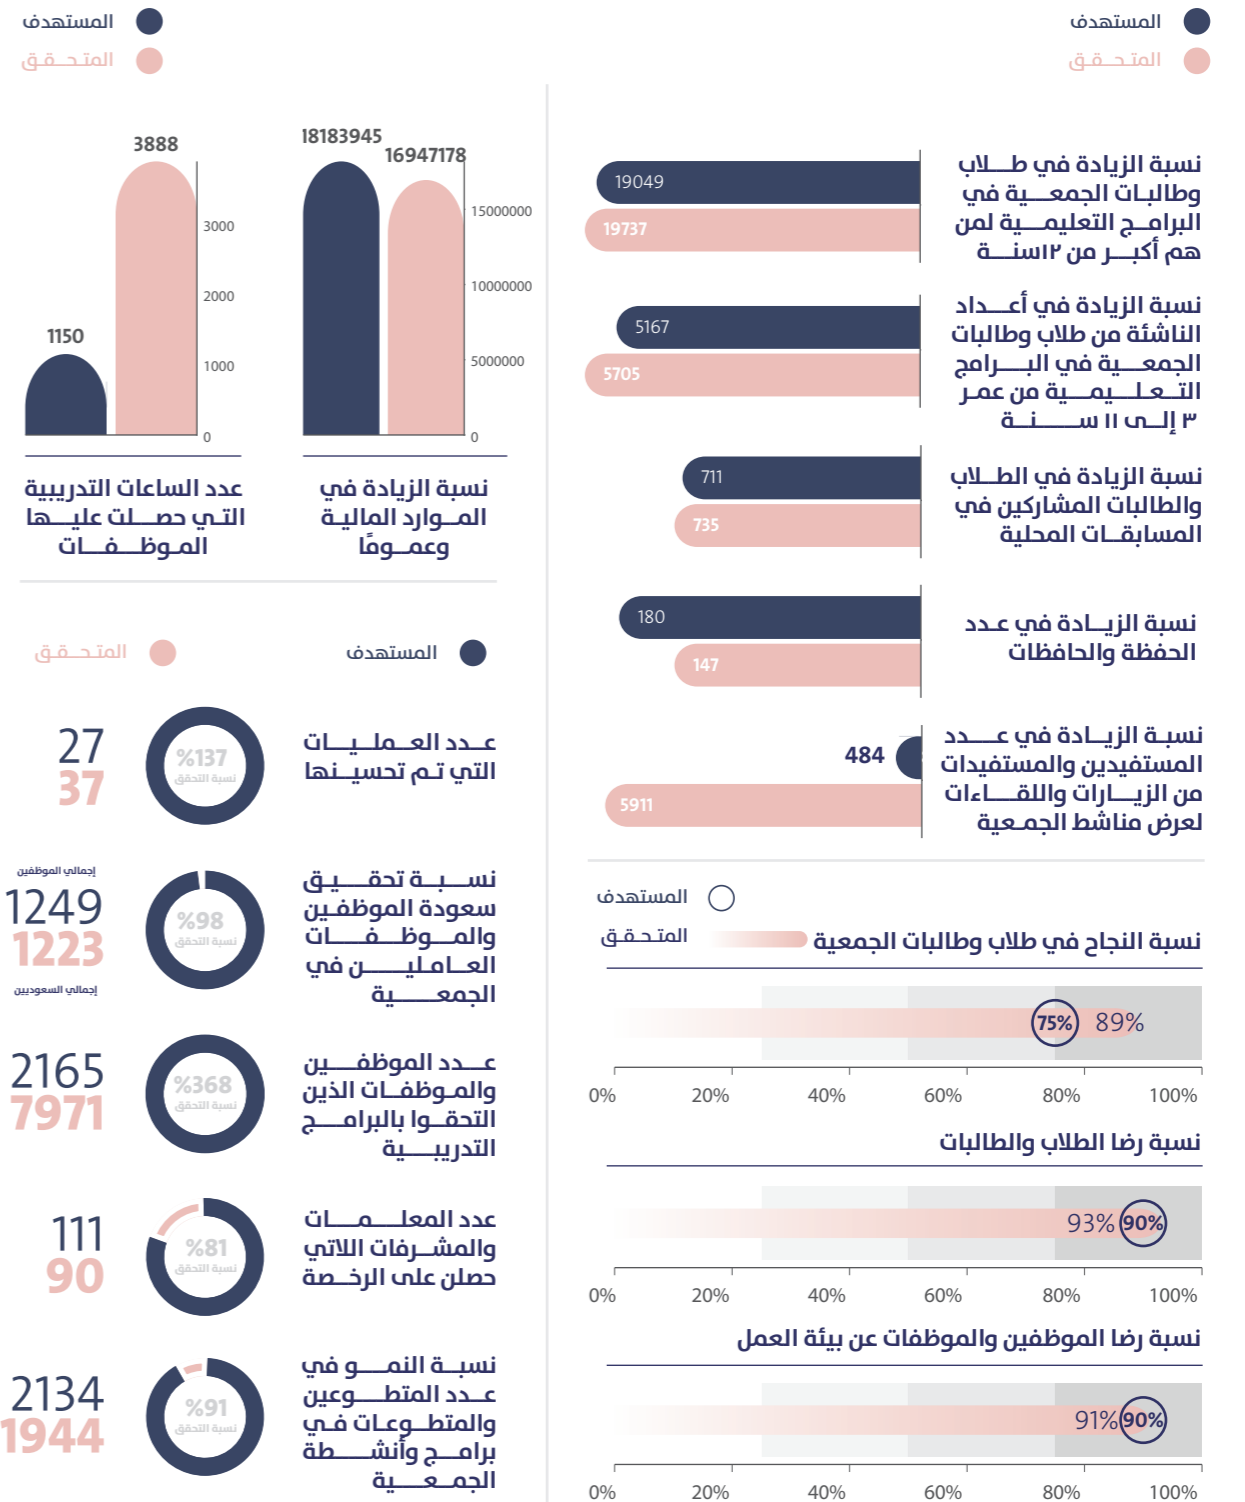 المستهدف
المتحقق
نسبة الزيادة في طلاب
وطالبات الجمعية في
البرامج التعليمية لمن
هم أكبر من ١٢سنة
19049
19737
نسبة الزيادة في أعداد
الناشئة من طلاب وطالبات
الجمعية في البرامج
التعليمية من عمر
٣ إلى ١١ سنة
5167
5705
نسبة الزيادة في الطلاب
والطالبات المشاركين في
المسابقات المحلية
711
735
نسبة الزيادة في عدد
الحفظة والحافظات
180
147
نسبة الزيادة في عدد
المستفيدين والمستفيدات
من الزيارات واللقاءات
لعرض مناشط الجمعية
484
5911
المستهدف
المتحقق
نسبة النجاح في طلاب وطالبات الجمعية
75% 89%
0% 20% 40% 60% 80% 100%
نسبة رضا الطلاب والطالبات
93% 90%
0% 20% 40% 60% 80% 100%
نسبة رضا الموظفين والموظفات عن بيئة العمل
91% 90%
0% 20% 40% 60% 80% 100%
المستهدف
المتحقق
18183945
16947178
15000000
10000000
5000000
0
نسبة الزيادة في
الموارد المالية
وعمومًا
3888
1150
3000
2000
1000
0
عدد الساعات التدريبية
التي حصلت عليها
الموظفات
المستهدف
المتحقق
عدد العمليات
التي تم تحسينها
%137
نسبة التحقق
27
37
نسبة تحقيق
سعودة الموظفين
والموظفات
العاملين في
الجمعية
%98
نسبة التحقق
إجمالي الموظفين
1249
1223
إجمالي السعوديين
عدد الموظفين
والموظفات الذين
التحقوا بالبرامج
التدريبية
%368
نسبة التحقق
2165
7971
عدد المعلمات
والمشرفات اللاتي
حصلن على الرخصة
%81
نسبة التحقق
111
90
نسبة النمو في
عدد المتطوعين
والمتطوعات في
برامج وأنشطة
الجمعية
%91
نسبة التحقق
2134
1944